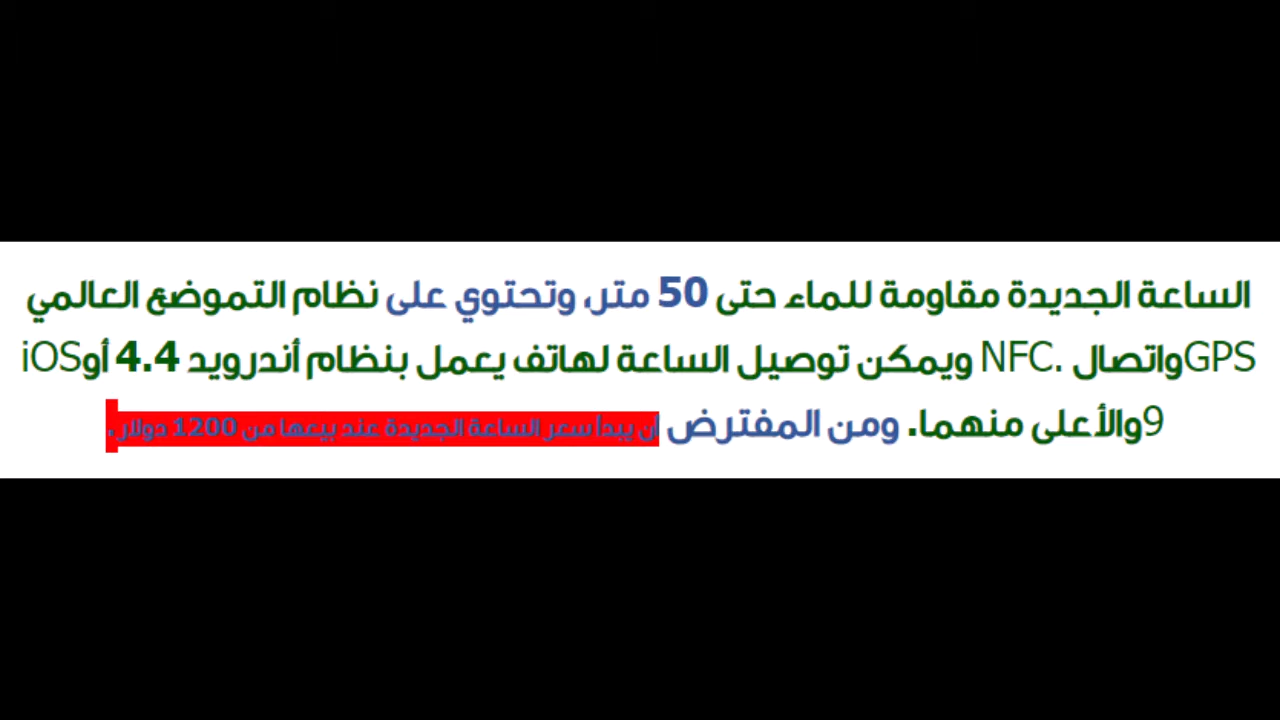 الساعة الجديدة مقاومة للماء حتى 50 متر، وتحتوي على نظام التموضع العالمي
GPSواتصال NFC. ويمكن توصيل الساعة لهاتف يعمل بنظام أندرويد 4.4 أوiOS
9والأعلى منهما. ومن المفترض أن يبدأ سعر الساعة الجديدة عند بيعها من 1200 دولار .